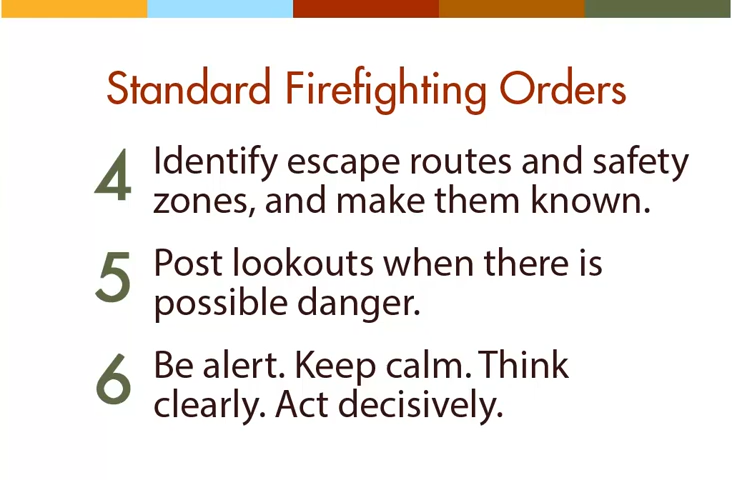 Standard Firefighting Orders
4 Identify escape routes and safety
zones, and make them known.
5 Post lookouts when there is
possible danger.
6 Be alert. Keep calm. Think
clearly. Act decisively.